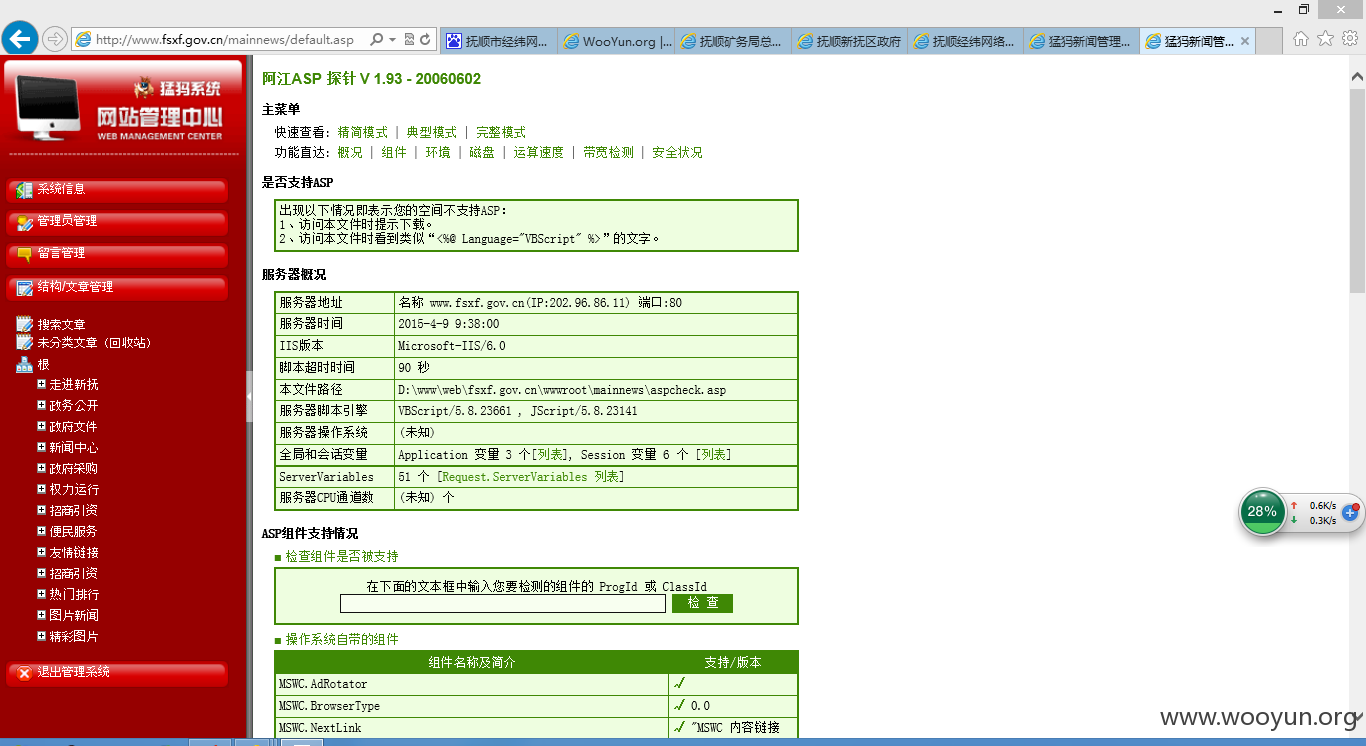 http://www.fsxf.gov.cn/mainnews/default.asp
抚顺市经纬网...
WooYun.org |...
抚顺矿务局总...
抚顺新抚区政府
抚顺经纬网络...
猛犸新闻管理...
猛犸新闻管...
猛犸系统
网站管理中心
WEB MANAGEMENT CENTER
系统信息
管理员管理
留言管理
结构/文章管理
搜索文章
未分类文章（回收站）
根
走进新抚
政务公开
政府文件
新闻中心
政府采购
权力运行
招商引资
便民服务
友情链接
招商引资
热门排行
图片新闻
精彩图片
退出管理系统
阿江ASP 探针 V 1.93 - 20060602
主菜单
快速查看: 精简模式 | 典型模式 | 完整模式
功能直达: 概况 | 组件 | 环境 | 磁盘 | 运算速度 | 带宽检测 | 安全状况
是否支持ASP
出现以下情况即表示您的空间不支持ASP:
1、访问本文件时提示下载。
2、访问本文件时看到类似“<%@ Language="VBScript" %>”的文字。
服务器概况
服务器地址 名称 www.fsxf.gov.cn(IP:202.96.86.11) 端口:80
服务器时间 2015-4-9 9:38:00
IIS版本 Microsoft-IIS/6.0
脚本超时时间 90 秒
本文件路径 D:\www\web\fsxf.gov.cn\wwwroot\mainnews\aspcheck.asp
服务器脚本引擎 VBScript/5.8.23661 , JScript/5.8.23141
服务器操作系统 (未知)
全局和会话变量 Application 变量 3 个[列表], Session 变量 6 个 [列表]
ServerVariables 51 个 [Request.ServerVariables 列表]
服务器CPU通道数 (未知) 个
ASP组件支持情况
■ 检查组件是否被支持
在下面的文本框中输入您要检测的组件的 ProgId 或 ClassId
检 查
■ 操作系统自带的组件
组件名称及简介 支持/版本
MSWC.AdRotator √
MSWC.BrowserType √ 0.0
MSWC.NextLink √ "MSWC 内容链接
28%
↑ 0.6K/s
↓ 0.3K/s
www.wooyun.org